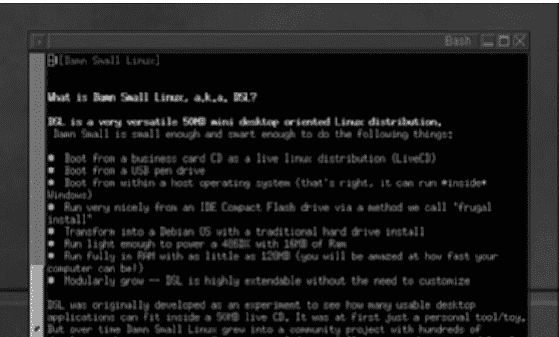 Bash
[Damn Small Linux]
What is Damn Small Linux, a.k.a. DSL?
DSL is a very versatile 50MB mini desktop oriented Linux distribution.
Damn Small is small enough and smart enough to do the following things:
* Boot from a business card CD as a live linux distribution (LiveCD)
* Boot from a USB pen drive
* Boot from within a host operating system (that's right, it can run *inside*
Windows)
* Run very nicely from an IDE Compact Flash drive via a method we call "frugal
install"
* Transform into a Debian OS with a traditional hard drive install
* Run light enough to power a 486DX with 16MB of Ram
* Run fully in RAM with as little as 128MB (you will be amazed at how fast your
computer can be!)
* Modularly grow -- DSL is highly extendable without the need to customize
DSL was originally developed as an experiment to see how many usable desktop
applications can fit inside a 50MB live CD. It was at first just a personal tool/toy.
But over time Damn Small Linux grew into a community project with hundreds of